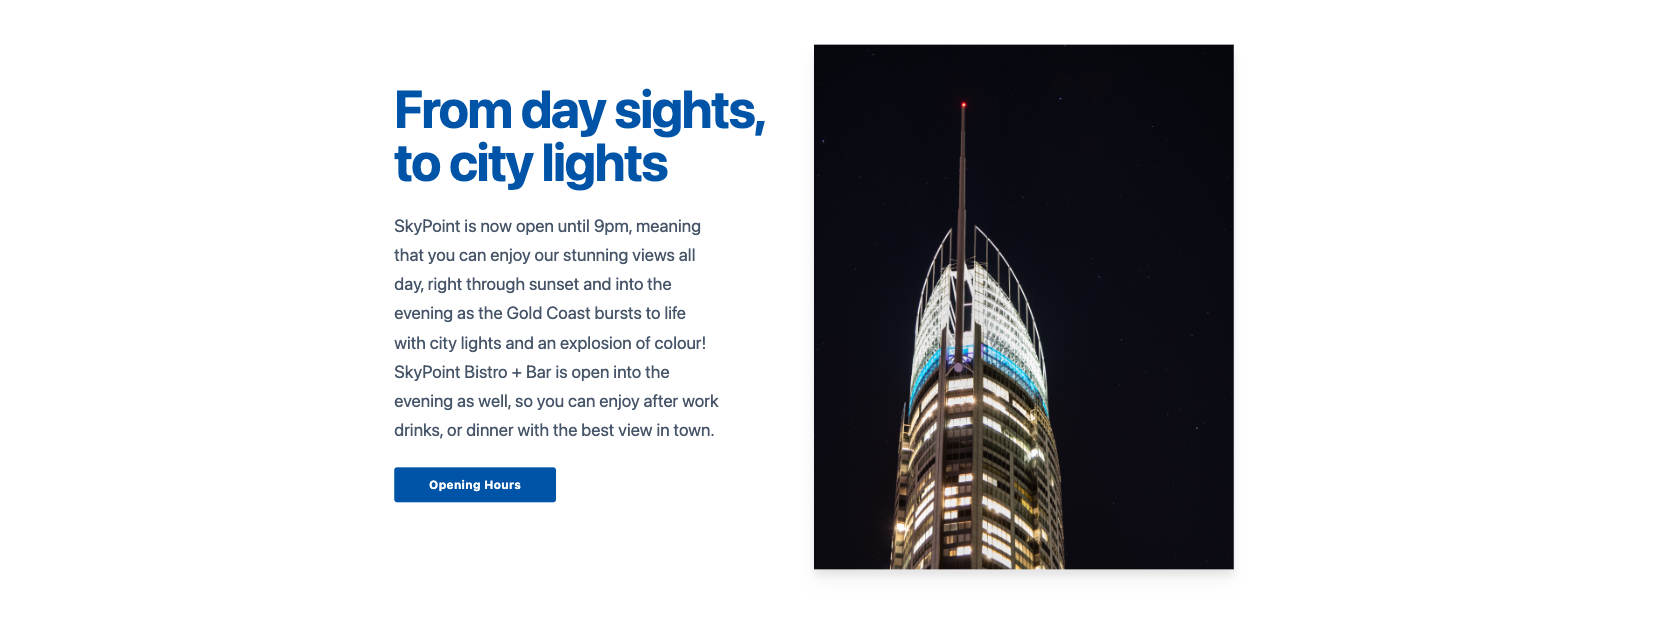 From day sights,
to city lights
SkyPoint is now open until 9pm, meaning
that you can enjoy our stunning views all
day, right through sunset and into the
evening as the Gold Coast bursts to life
with city lights and an explosion of colour!
SkyPoint Bistro + Bar is open into the
evening as well, so you can enjoy after work
drinks, or dinner with the best view in town.
Opening Hours